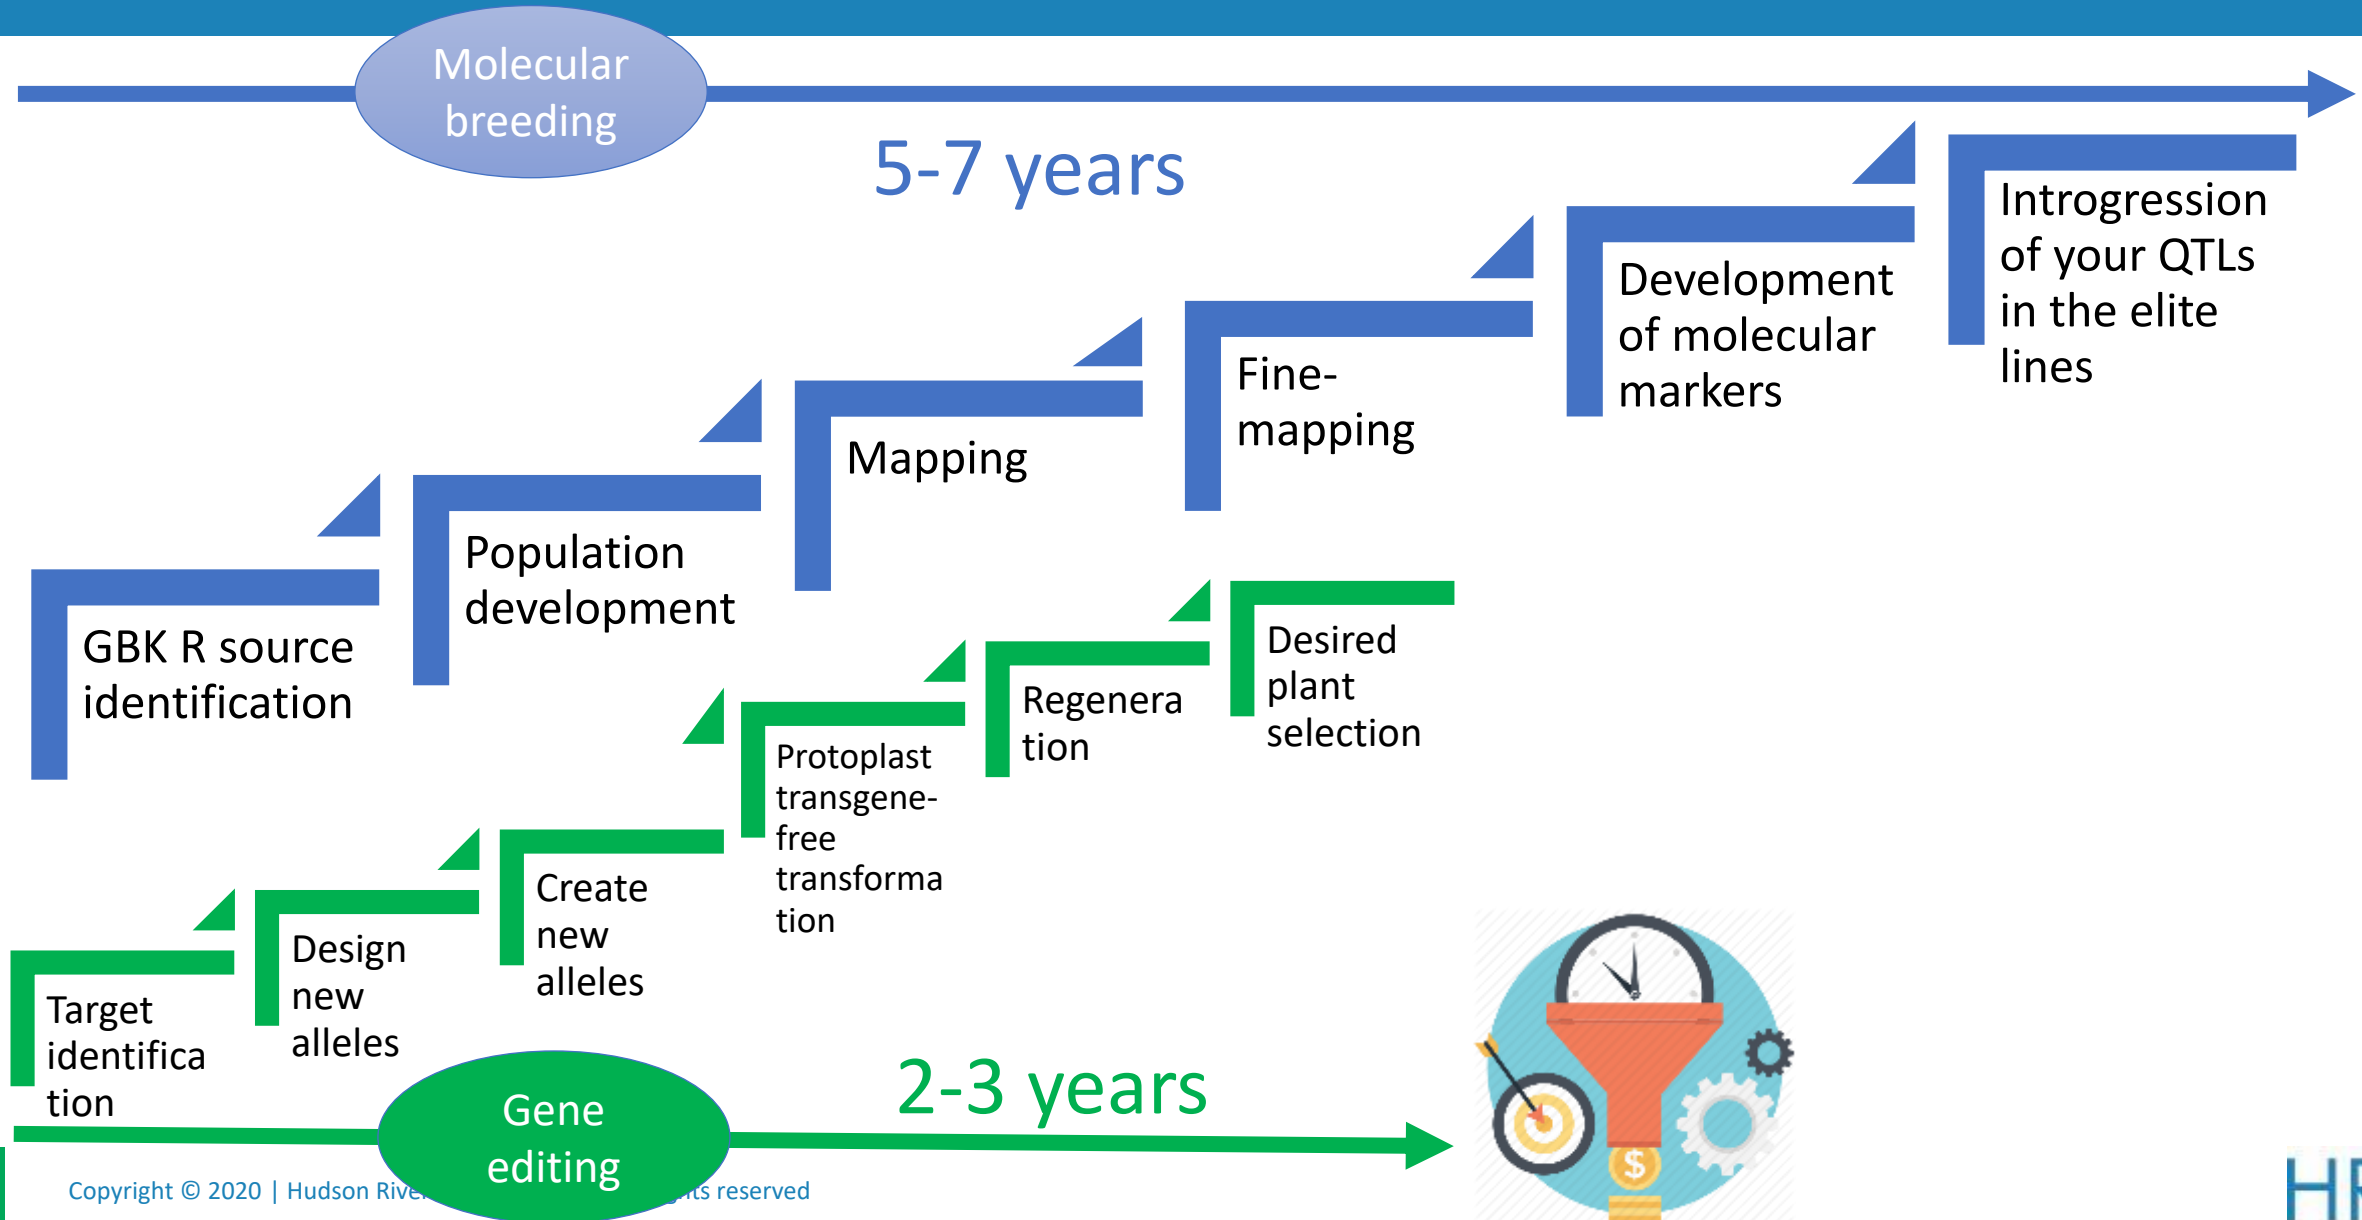 Molecular
breeding
5-7 years
GBK R source
identification
Population
development
Mapping
Fine-
mapping
Development
of molecular
markers
Introgression
of your QTLs
in the elite
lines
Target
identifica
tion
Design
new
alleles
Create
new
alleles
Protoplast
transgene-
free
transforma
tion
Regenera
tion
Desired
plant
selection
Gene
editing
2-3 years
$
Copyright © 2020 | Hudson reserved